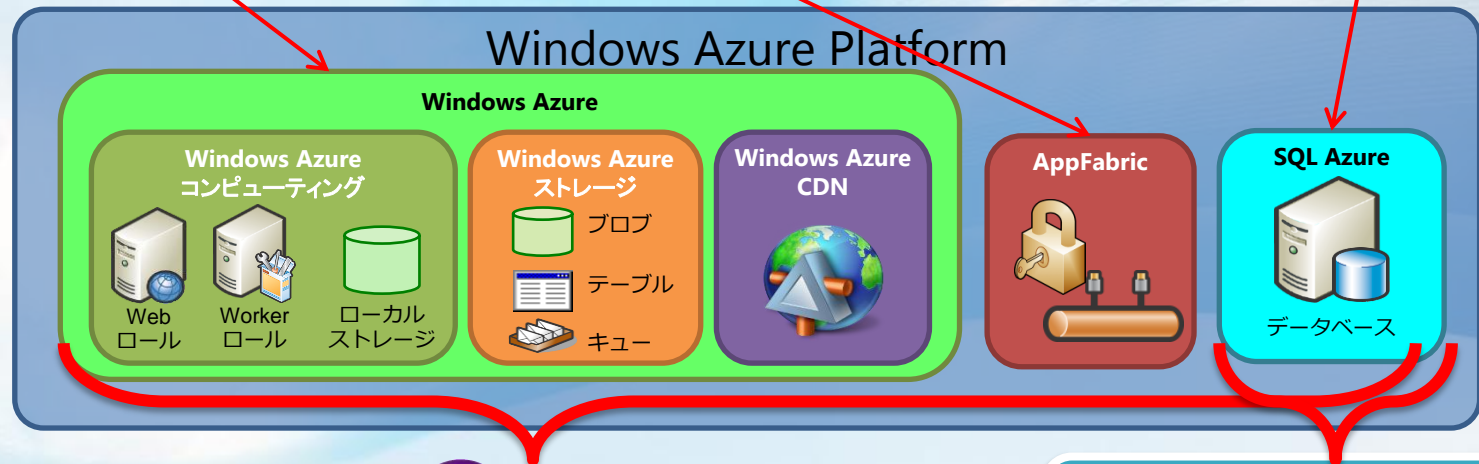 Windows Azure Platform
Windows Azure
Windows Azure
コンピューティング
Web
ロール
Worker
ロール
ローカル
ストレージ
Windows Azure
ストレージ
ブロブ
テーブル
キュー
Windows Azure
CDN
AppFabric
SQL Azure
データベース